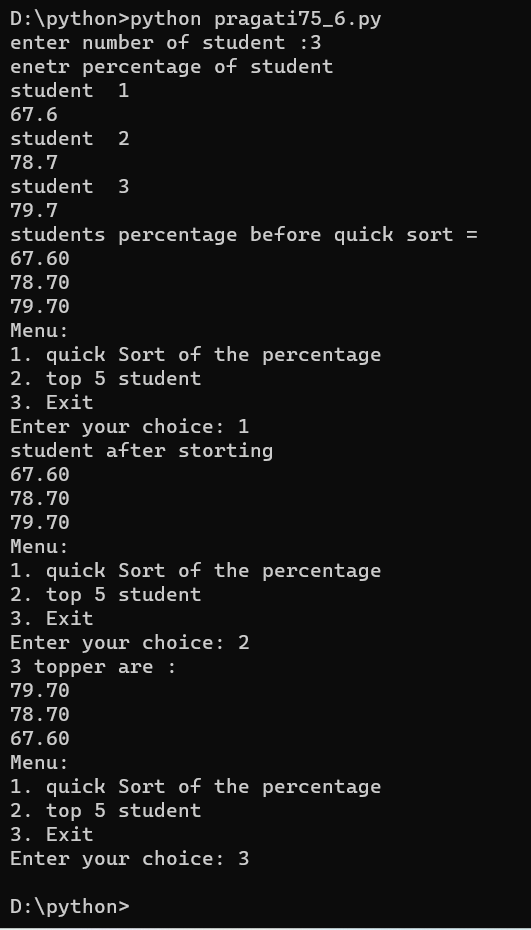 D:\python>python pragati75_6.py
enter number of student :3
enetr percentage of student
student  1
67.6
student  2
78.7
student  3
79.7
students percentage before quick sort =
67.60
78.70
79.70
Menu:
1. quick Sort of the percentage
2. top 5 student
3. Exit
Enter your choice: 1
student after storting
67.60
78.70
79.70
Menu:
1. quick Sort of the percentage
2. top 5 student
3. Exit
Enter your choice: 2
3 topper are :
79.70
78.70
67.60
Menu:
1. quick Sort of the percentage
2. top 5 student
3. Exit
Enter your choice: 3
D:\python>